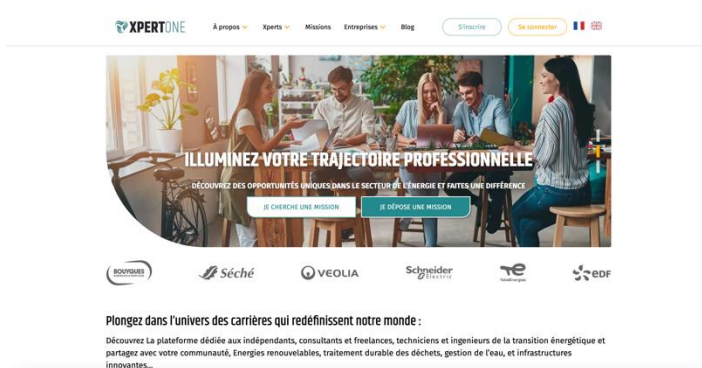 XPERTONE
À propos
Xperts
Missions
Entreprises
Blog
S'inscrire
Se connecter
ILLUMINEZ VOTRE TRAJECTOIRE PROFESSIONNELLE
DÉCOUVREZ DES OPPORTUNITÉS UNIQUES DANS LE SECTEUR DE L'ÉNERGIE ET FAITES UNE DIFFÉRENCE
JE CHERCHE UNE MISSION
JE DÉPOSE UNE MISSION
BOUYGUES
Séché
VEOLIA
Schneider
Electric
TotalEnergies
EDF
Plongez dans l'univers des carrières qui redéfinissent notre monde :
Découvrez La plateforme dédiée aux indépendants, consultants et freelances, techniciens et ingenieurs de la transition énergétique et
partagez avec votre communauté, Energies renouvelables, traitement durable des déchets, gestion de l'eau, et infrastructures
innovantes...